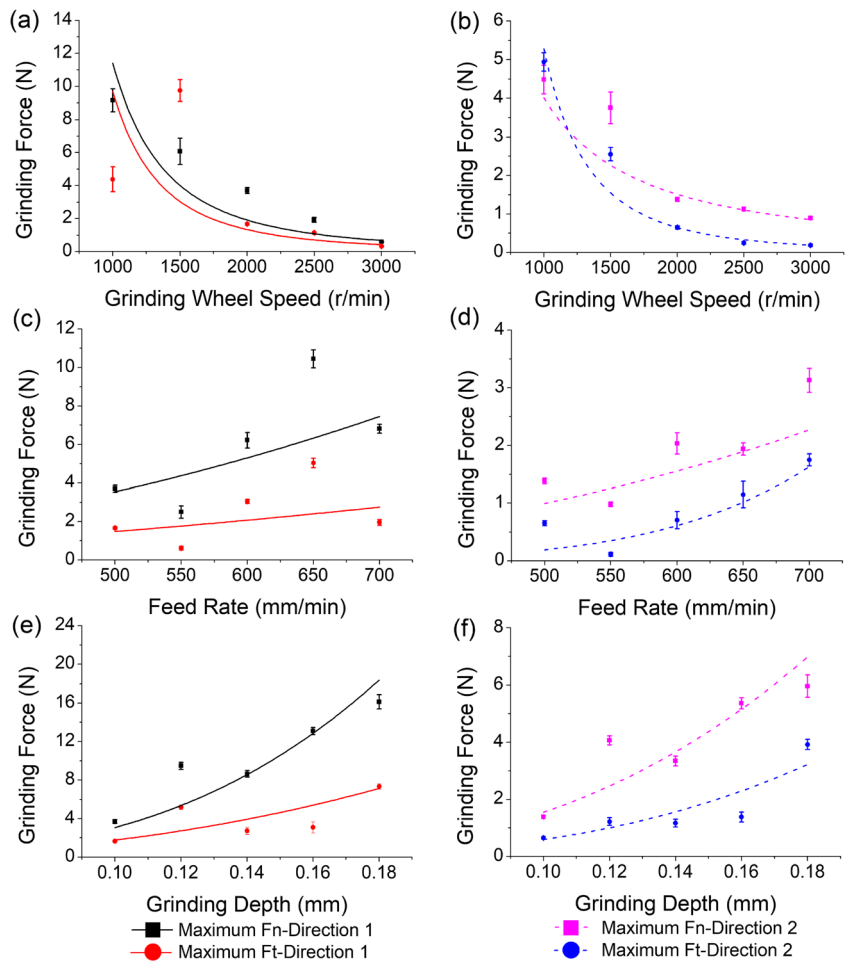 (a)
14
12
10
8
6
4
2
0
Grinding Force (N)
1000 1500 2000 2500 3000
Grinding Wheel Speed (r/min)
(b)
6
5
4
3
2
1
0
Grinding Force (N)
1000 1500 2000 2500 3000
Grinding Wheel Speed (r/min)
(c)
12
10
8
6
4
2
0
Grinding Force (N)
500 550 600 650 700
Feed Rate (mm/min)
(d)
4
3
2
1
0
Grinding Force (N)
500 550 600 650 700
Feed Rate (mm/min)
(e)
24
20
16
12
8
4
0
Grinding Force (N)
0.10 0.12 0.14 0.16 0.18
Grinding Depth (mm)
(f)
8
6
4
2
0
Grinding Force (N)
0.10 0.12 0.14 0.16 0.18
Grinding Depth (mm)
Maximum Fn-Direction 1
Maximum Ft-Direction 1
Maximum Fn-Direction 2
Maximum Ft-Direction 2